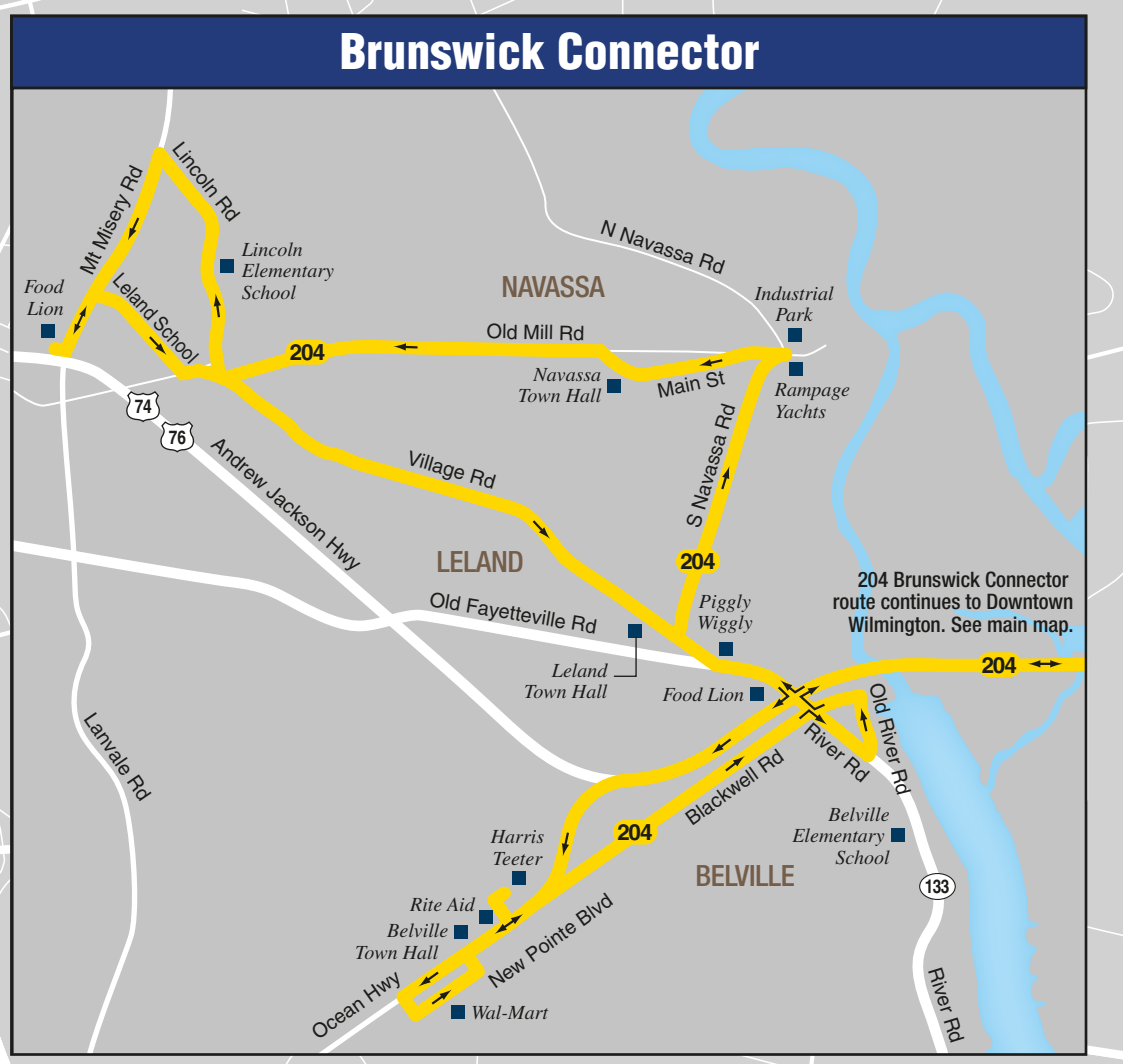 Brunswick Connector
Lincoln Rd
Mt Misery Rd
Lincoln
Elementary
School
Food
Lion
Leland School
N Navassa Rd
NAVASSA
Industrial
Park
Old Mill Rd
204
Navassa
Town Hall
Main St
Rampage
Yachts
74
76
Andrew Jackson Hwy
Village Rd
S Navassa Rd
LELAND
204
204 Brunswick Connector
route continues to Downtown
Wilmington. See main map.
Old Fayetteville Rd
Piggly
Wiggly
Leland
Town Hall
Food Lion
204
Old River Rd
River Rd
Lanvale Rd
Blackwell Rd
204
Belville
Elementary
School
Harris
Teeter
BELVILLE
133
Rite Aid
Belville
Town Hall
New Pointe Blvd
Ocean Hwy
Wal-Mart
River Rd